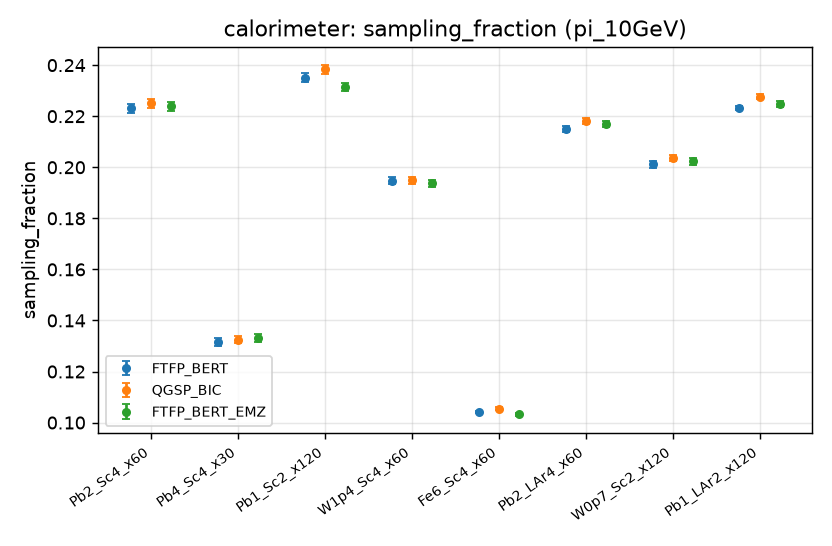 calorimeter: sampling_fraction (pi_10GeV)
sampling_fraction
0.24
0.22
0.20
0.18
0.16
0.14
0.12
0.10
FTFP_BERT
QGSP_BIC
FTFP_BERT_EMZ
Pb2_Sc4_x60
Pb4_Sc4_x30
Pb1_Sc2_x120
W1p4_Sc4_x60
Fe6_Sc4_x60
Pb2_LAr4_x60
W0p7_Sc2_x120
Pb1_LAr2_x120